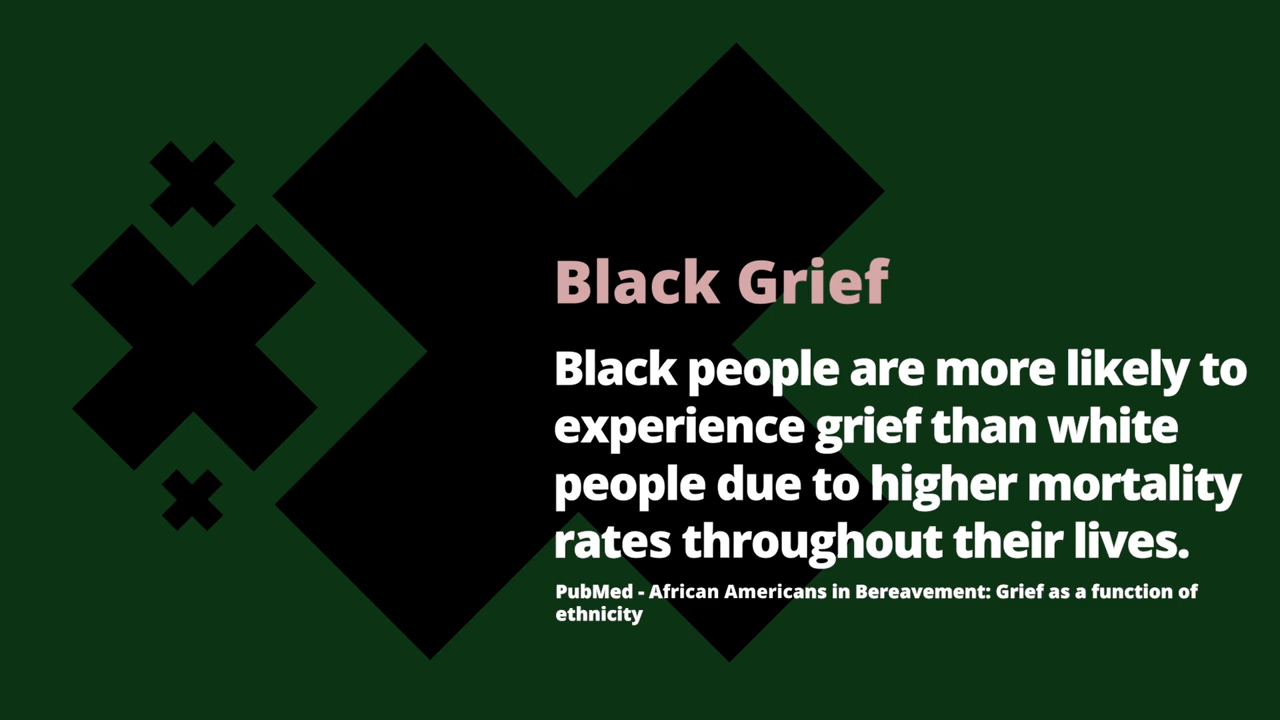 Black Grief
Black people are more likely to
experience grief than white
people due to higher mortality
rates throughout their lives.
PubMed - African Americans in Bereavement: Grief as a function of
ethnicity